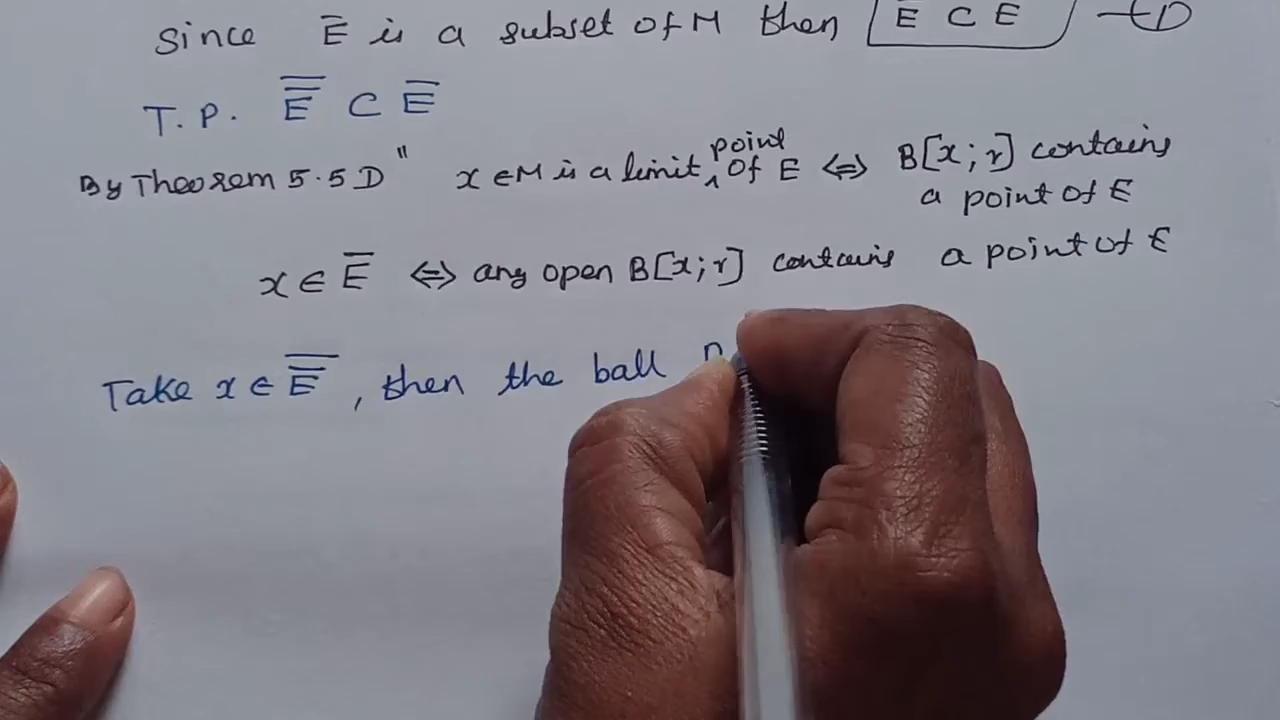 Since E̅ is a subset of M then E̅ ⊂ E̿ —①
T.P. E̿ ⊂ E̅
By Theorem 5.5D " x ∈ M is a limit point of E ⇔ B[x; r] contains
a point of E
x ∈ E̅ ⇔ any open B[x; r] contains a point of E
Take x ∈ E̿, then the ball